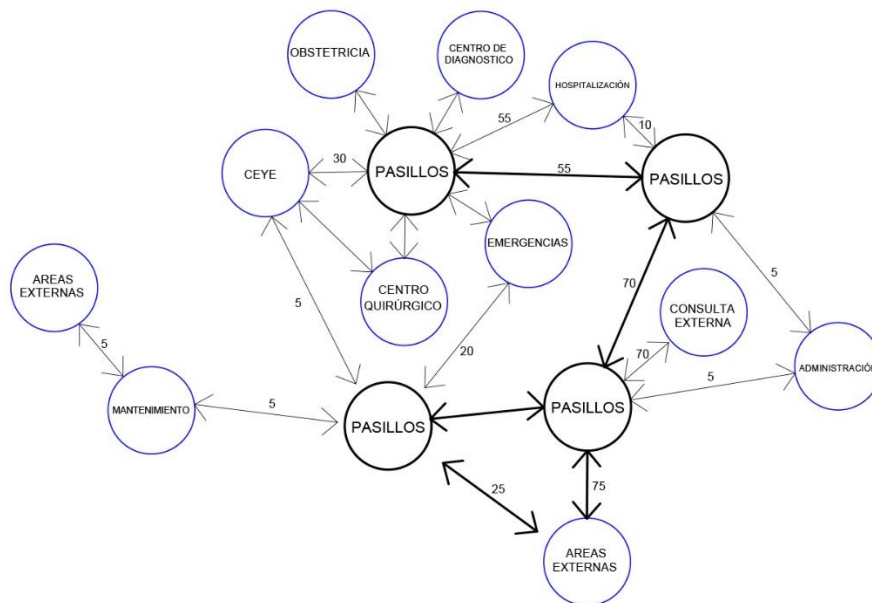 OBSTETRICIA
CENTRO DE
DIAGNOSTICO
HOSPITALIZACIÓN
55
10
30
CEYE
PASILLOS
55
PASILLOS
EMERGENCIAS
AREAS
EXTERNAS
CENTRO
QUIRÚRGICO
5
70
5
CONSULTA
EXTERNA
5
20
70
ADMINISTRACIÓN
5
MANTENIMIENTO
5
PASILLOS
PASILLOS
25
75
AREAS
EXTERNAS